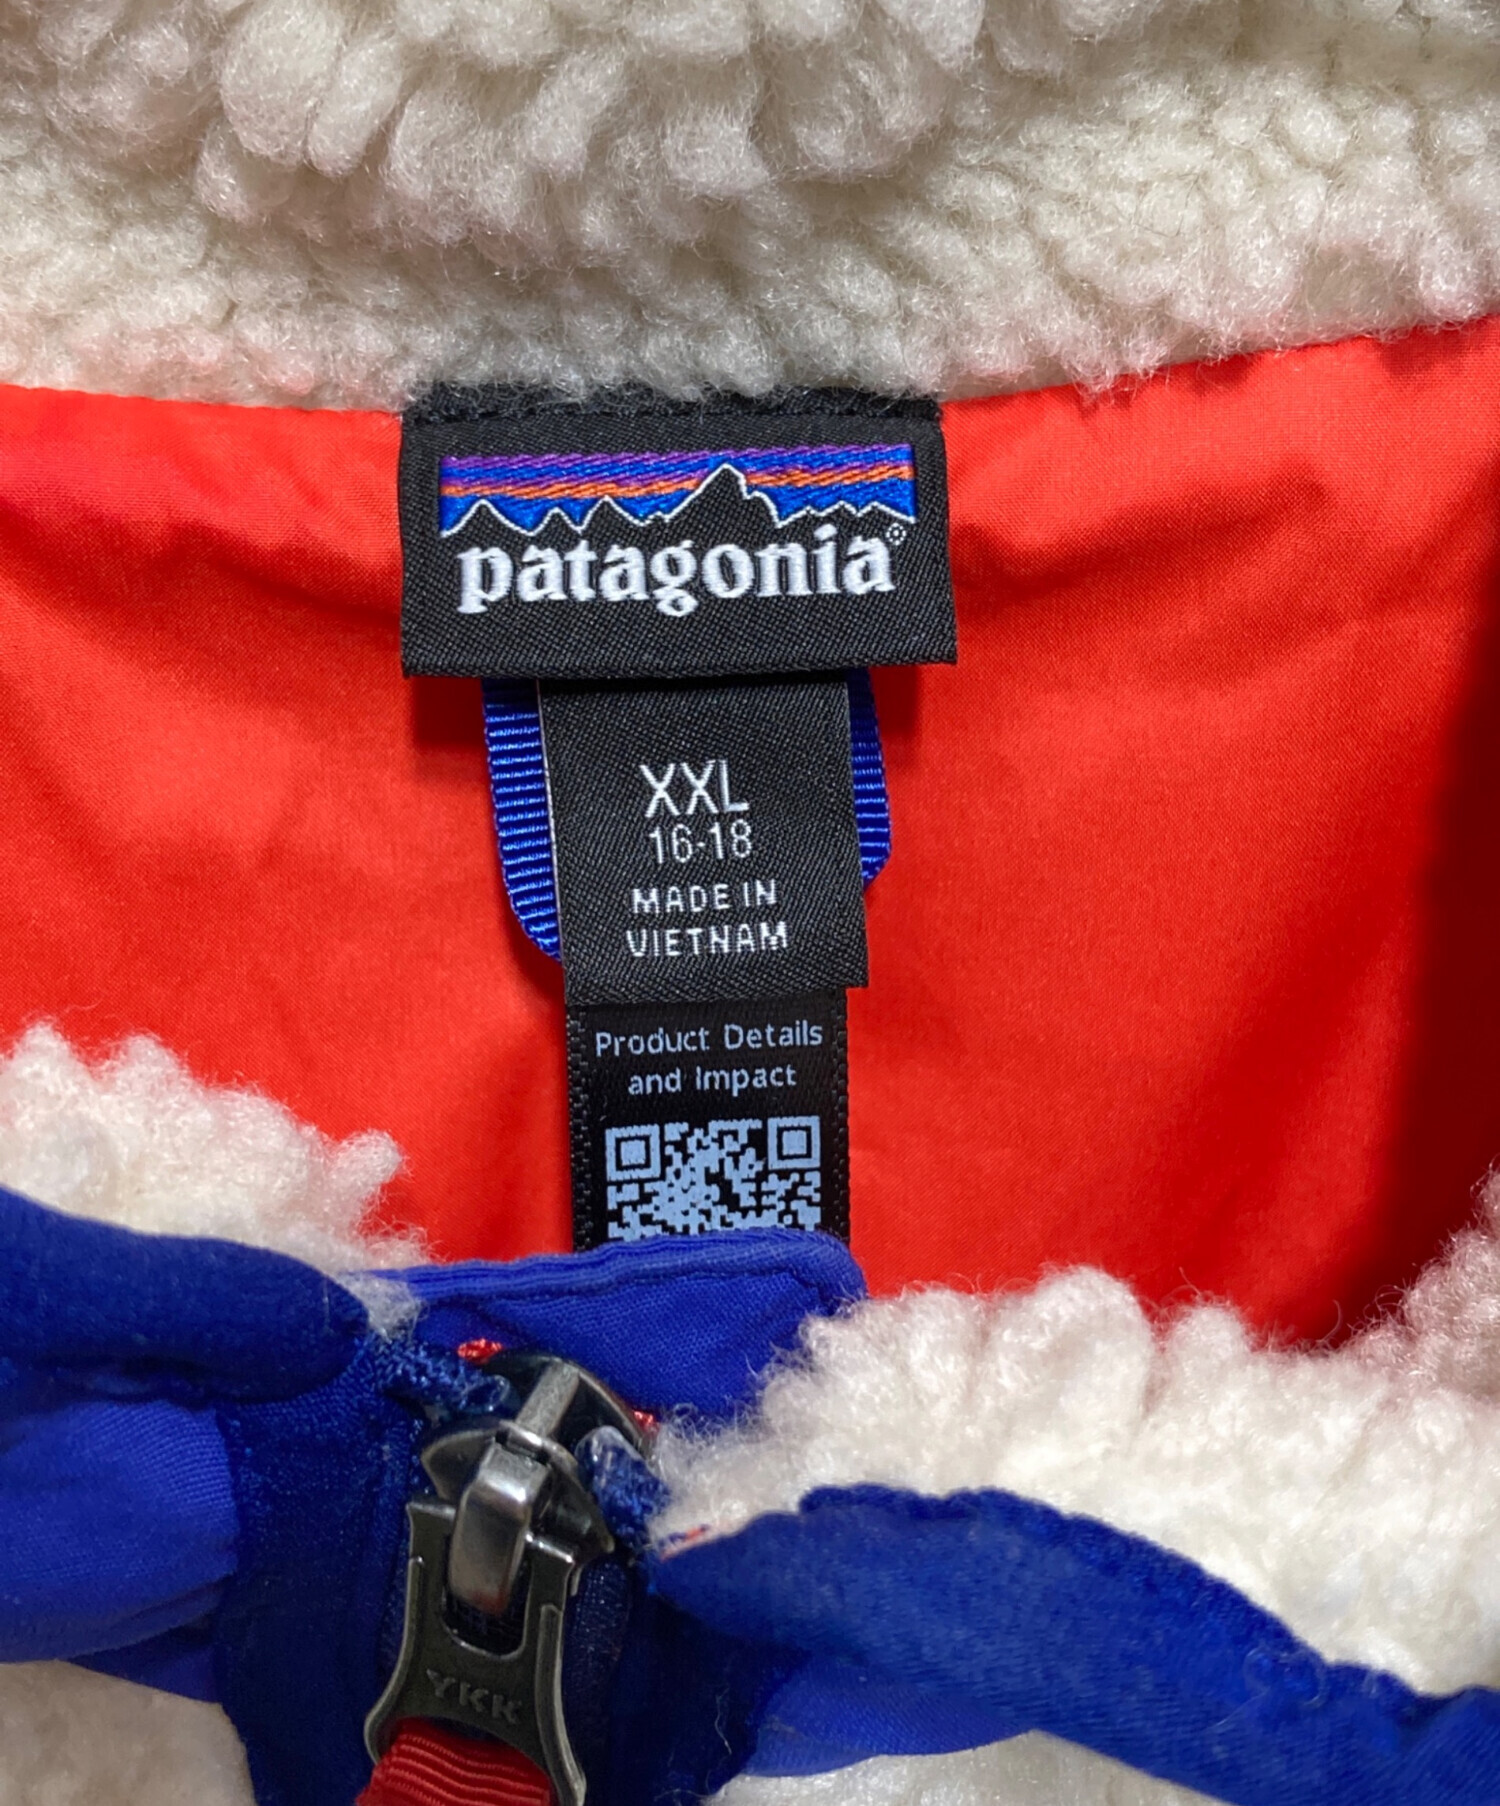 patagonia®
XXL
16-18
MADE IN
VIETNAM
Product Details
and Impact
YKK